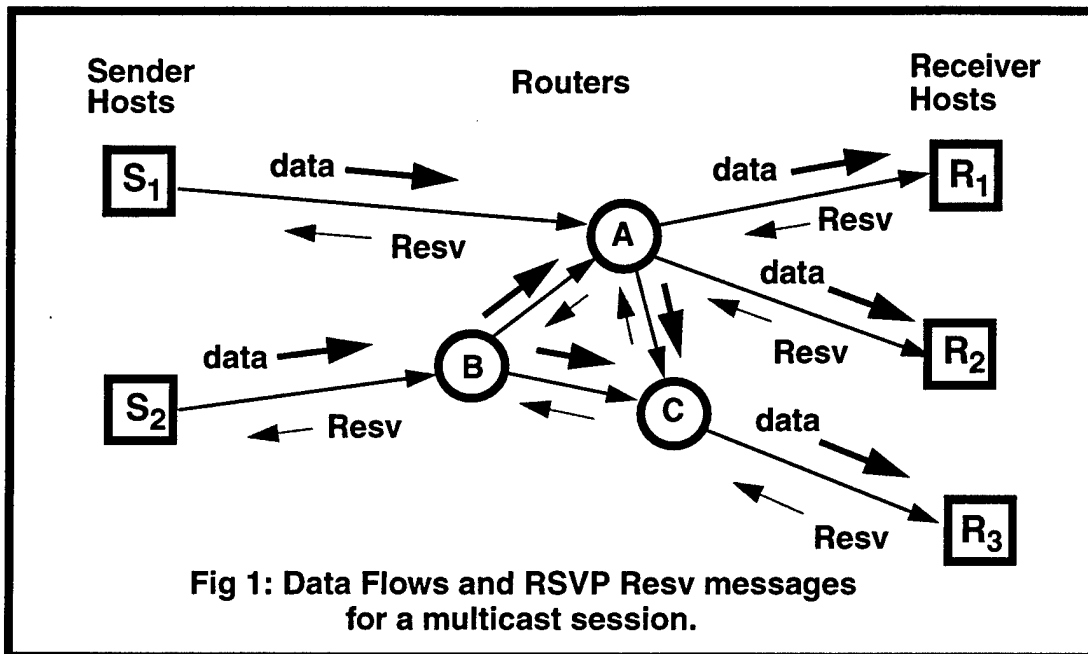 Sender
Hosts
Routers
Receiver
Hosts
S1
data
data
R1
A
Resv
Resv
data
data
B
Resv
R2
S2
Resv
C
data
Resv
R3
Fig 1: Data Flows and RSVP Resv messages
for a multicast session.